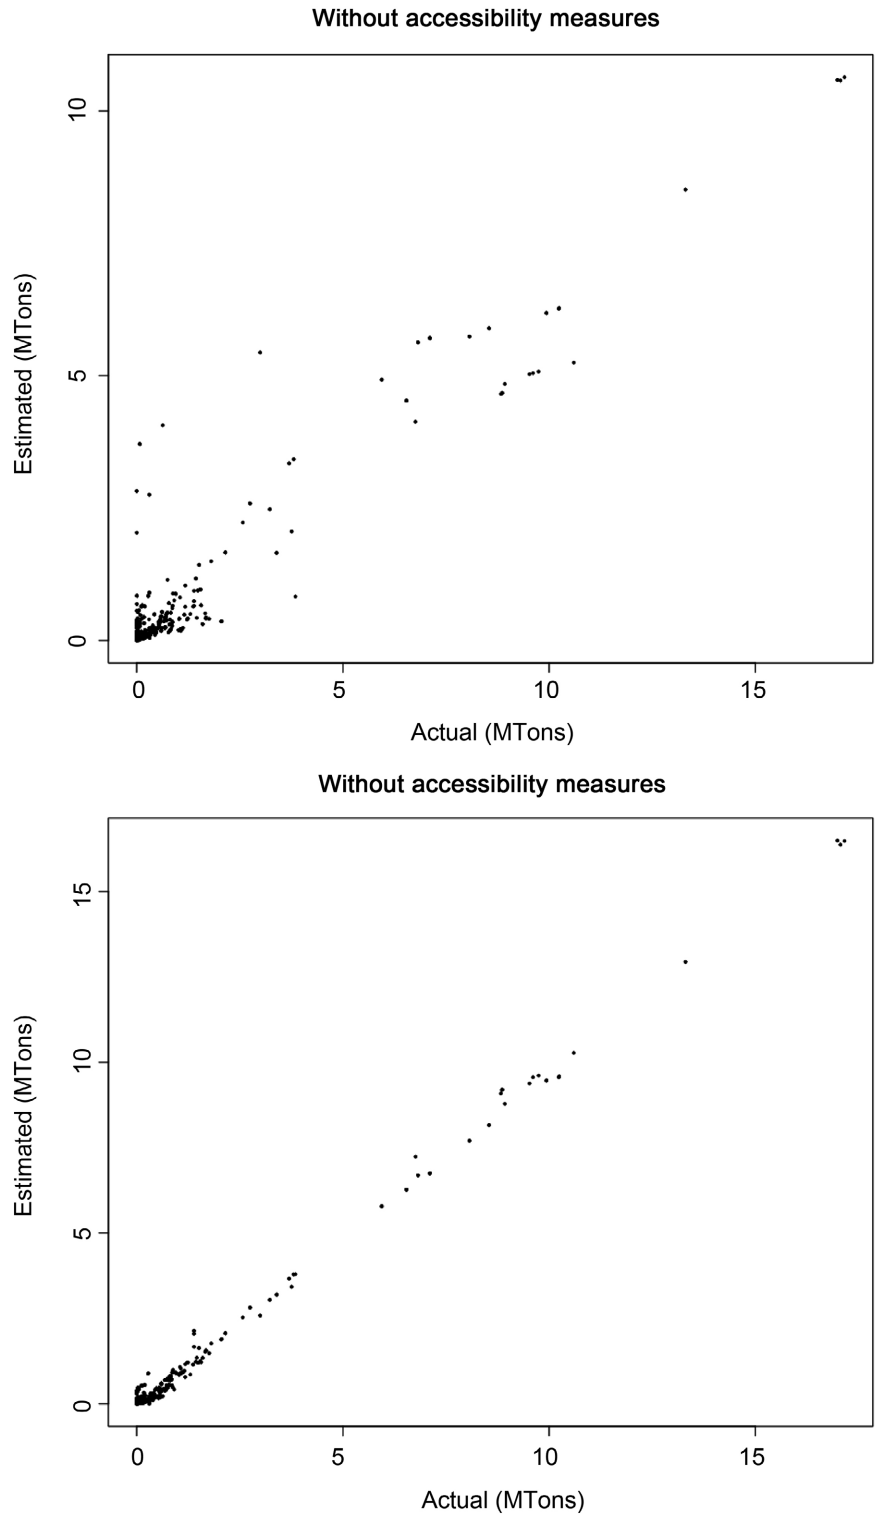 Without accessibility measures
10
5
0
Estimated (MTons)
0 5 10 15
Actual (MTons)
Without accessibility measures
15
10
5
0
Estimated (MTons)
0 5 10 15
Actual (MTons)